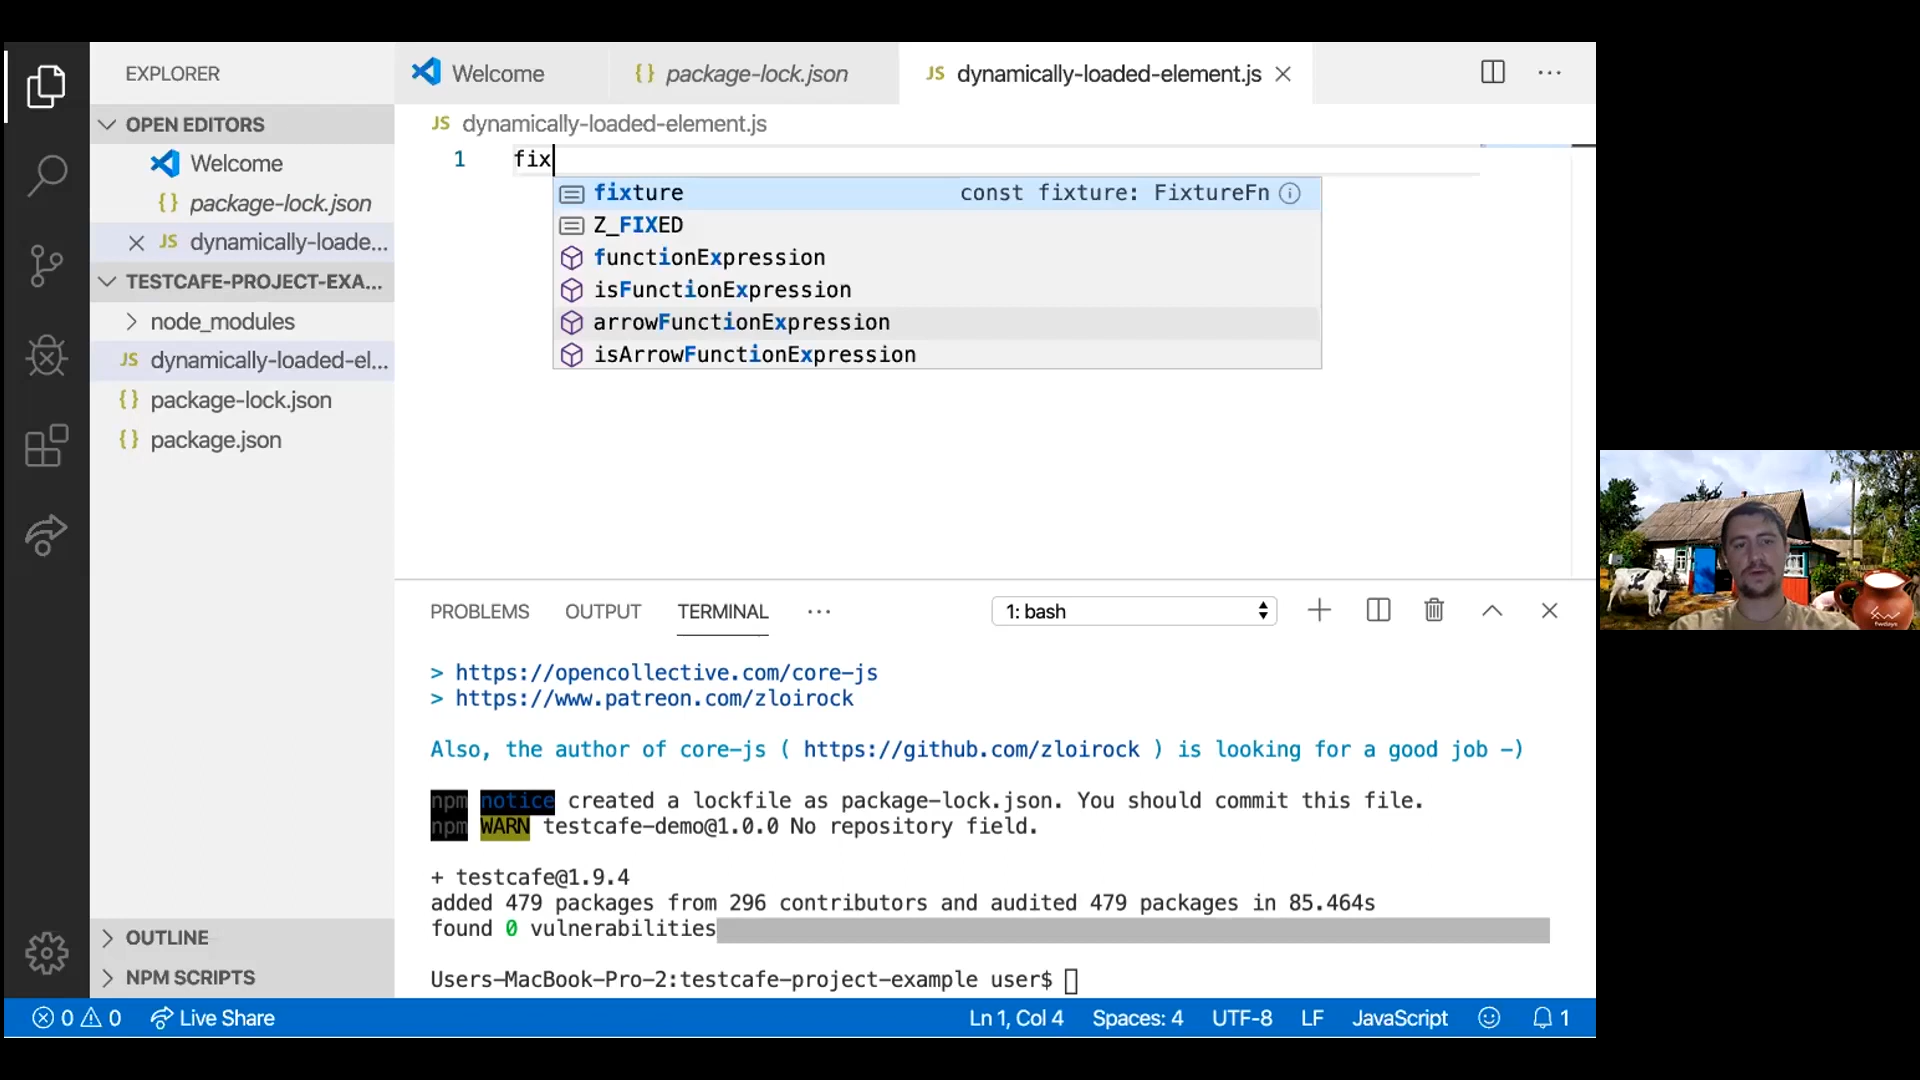 EXPLORER
OPEN EDITORS
Welcome
{} package-lock.json
JS dynamically-loade...
TESTCAFE-PROJECT-EXA...
node_modules
JS dynamically-loaded-el...
{} package-lock.json
{} package.json
OUTLINE
NPM SCRIPTS
Welcome
{} package-lock.json
JS dynamically-loaded-element.js
JS dynamically-loaded-element.js
1 fix
fixture const fixture: FixtureFn
Z_FIXED
functionExpression
isFunctionExpression
arrowFunctionExpression
isArrowFunctionExpression
PROBLEMS OUTPUT TERMINAL ... 1: bash
> https://opencollective.com/core-js
> https://www.patreon.com/zloirock
Also, the author of core-js ( https://github.com/zloirock ) is looking for a good job -)
npm notice created a lockfile as package-lock.json. You should commit this file.
npm WARN testcafe-demo@1.0.0 No repository field.
+ testcafe@1.9.4
added 479 packages from 296 contributors and audited 479 packages in 85.464s
found 0 vulnerabilities
Users-MacBook-Pro-2:testcafe-project-example user$
0 0 Live Share Ln 1, Col 4 Spaces: 4 UTF-8 LF JavaScript 1
fwdays